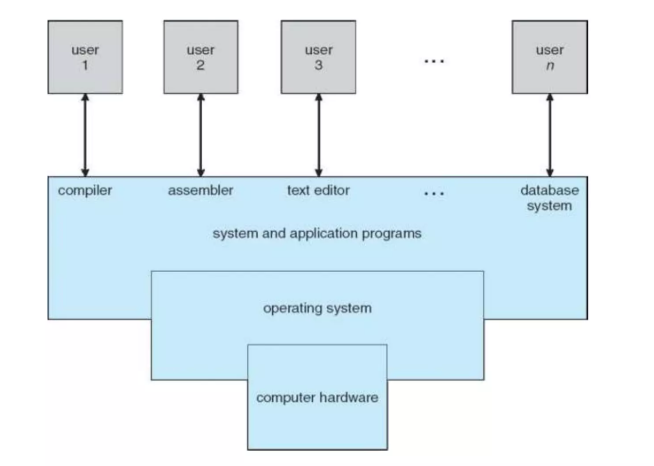 user
1
user
2
user
3
...
user
n
compiler
assembler
text editor
...
database
system
system and application programs
operating system
computer hardware